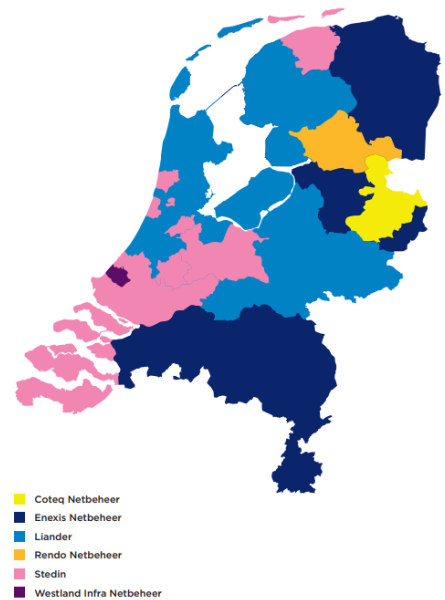 Coteq Netbeheer
Enexis Netbeheer
Liander
Rendo Netbeheer
Stedin
Westland Infra Netbeheer